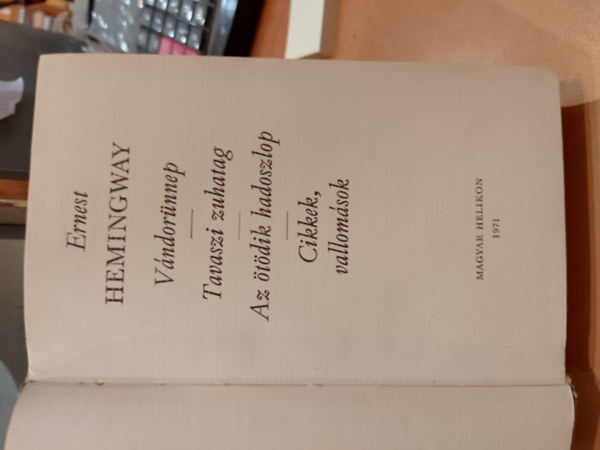 Ernest
HEMINGWAY
Vándorünnep
Tavaszi zuhatag
Az ötödik hadoszlop
Cikkek,
vallomások
MAGYAR HELIKON
1971